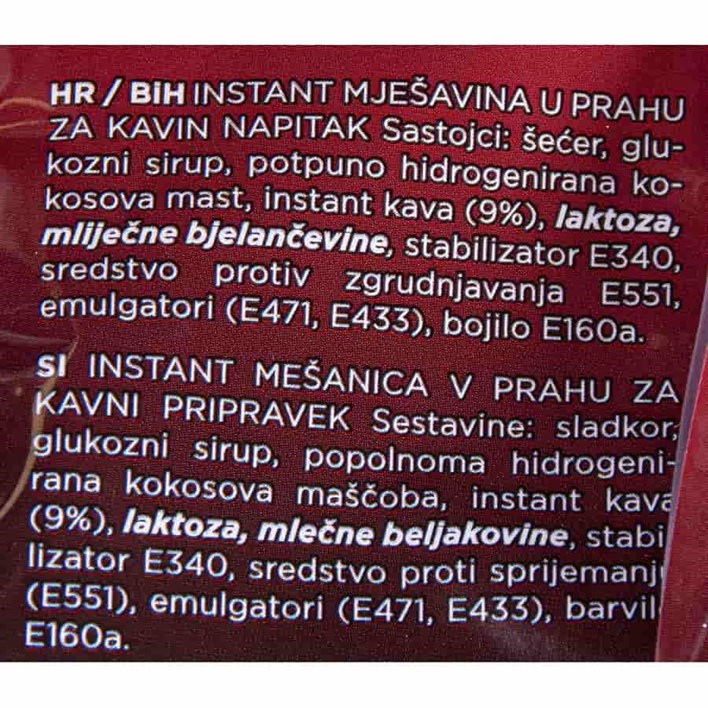 HR / BiH INSTANT MJEŠAVINA U PRAHU
ZA KAVIN NAPITAK Sastojci: šećer, glu-
kozni sirup, potpuno hidrogenirana ko-
kosova mast, instant kava (9%), laktoza,
mliječne bjelančevine, stabilizator E340,
sredstvo protiv zgrudnjavanja E551,
emulgatori (E471, E433), bojilo E160a.
SI INSTANT MEŠANICA V PRAHU ZA
KAVNI PRIPRAVEK Sestavine: sladkor,
glukozni sirup, popolnoma hidrogeni-
rana kokosova maščoba, instant kava
(9%), laktoza, mlečne beljakovine, stabi
lizator E340, sredstvo proti sprijemanj
(E551), emulgatori (E471, E433), barvil
E160a.